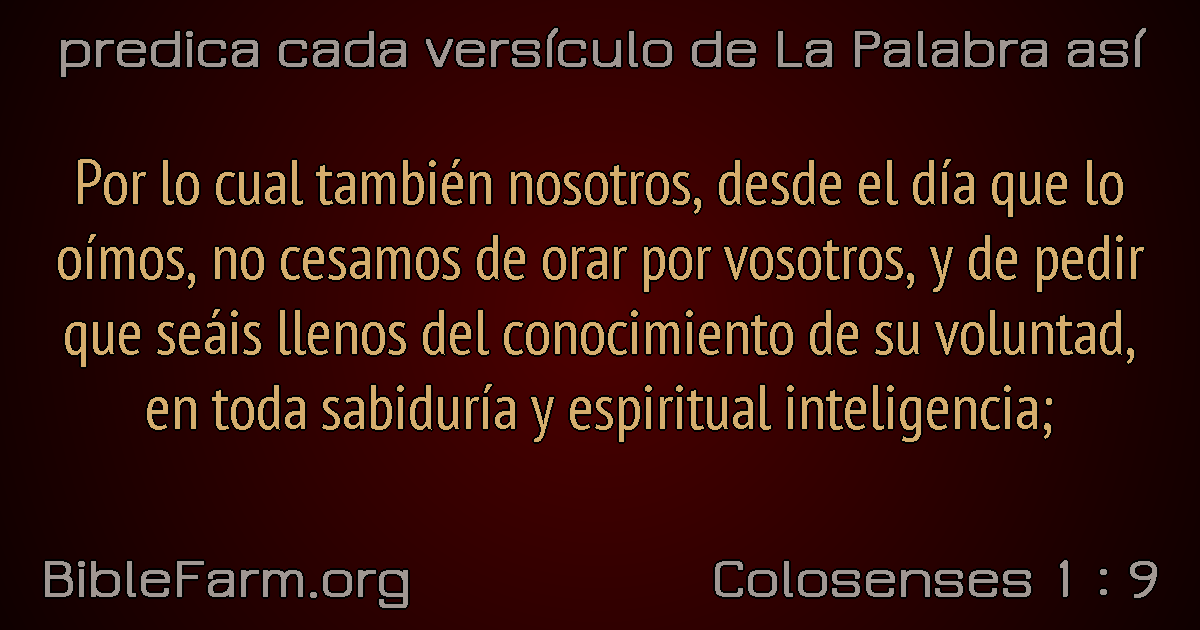 predica cada versículo de La Palabra así
Por lo cual también nosotros, desde el día que lo
oímos, no cesamos de orar por vosotros, y de pedir
que seáis llenos del conocimiento de su voluntad,
en toda sabiduría y espiritual inteligencia;
BibleFarm.org
Colosenses 1 : 9